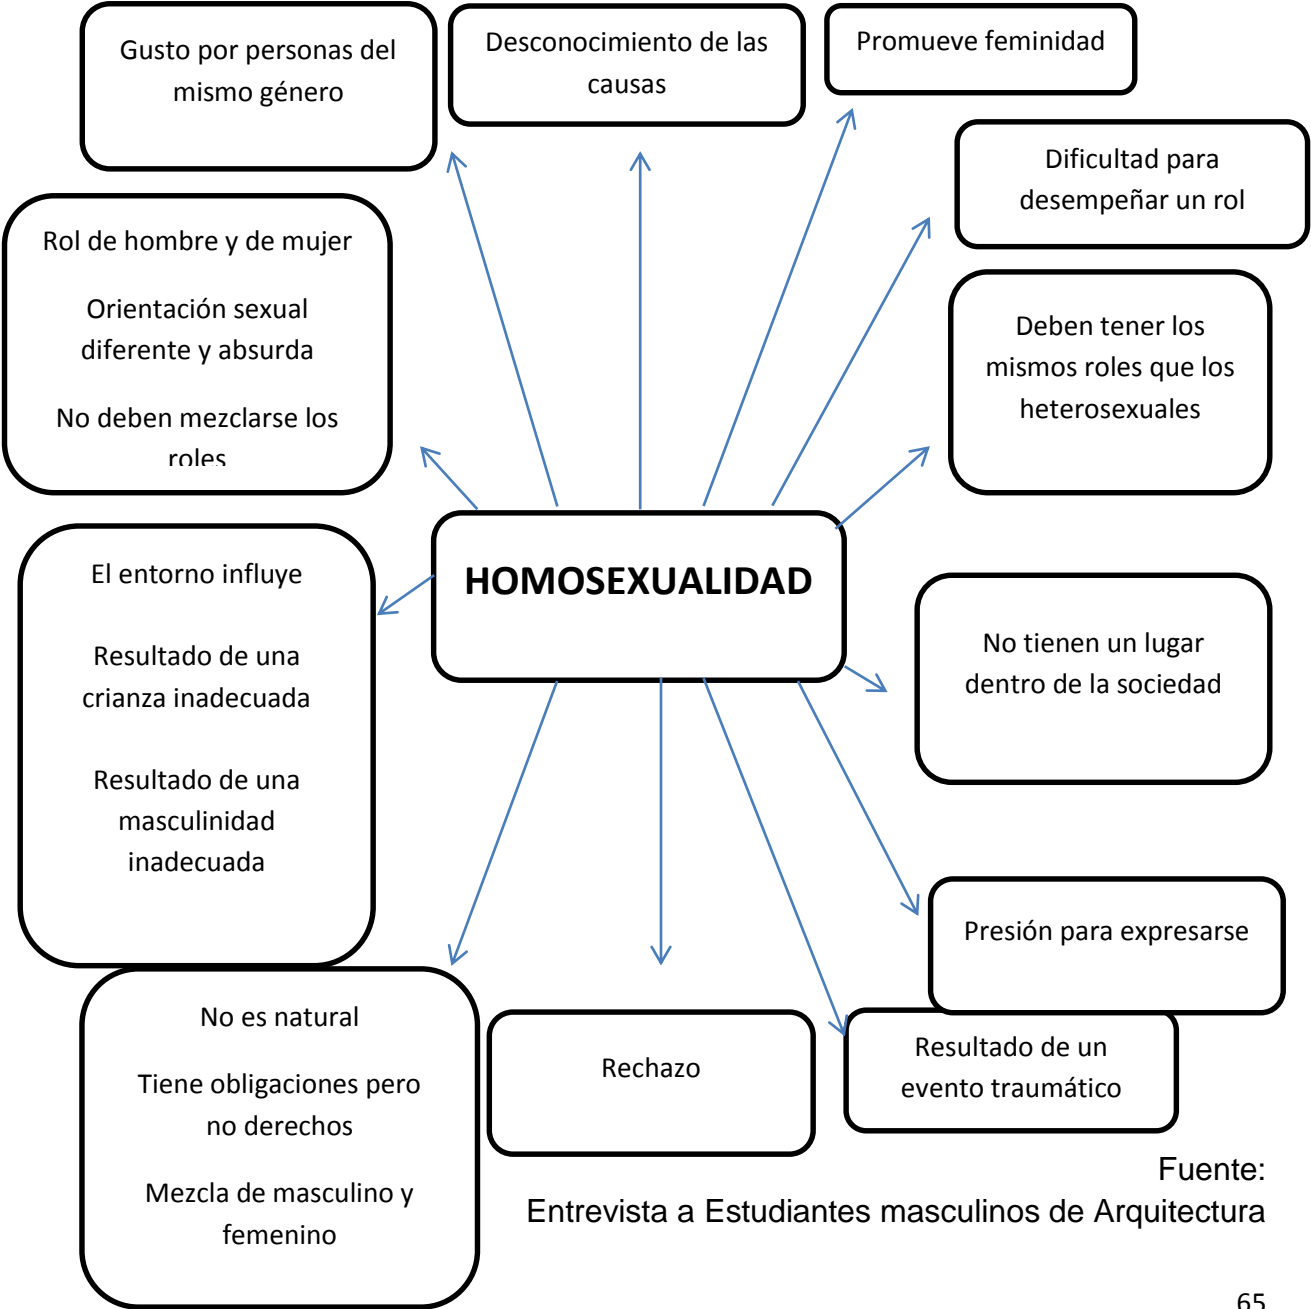 Gusto por personas del
mismo género
Desconocimiento de las
causas
Promueve feminidad
Dificultad para
desempeñar un rol
Rol de hombre y de mujer
Orientación sexual
diferente y absurda
No deben mezclarse los
roles
Deben tener los
mismos roles que los
heterosexuales
HOMOSEXUALIDAD
El entorno influye
Resultado de una
crianza inadecuada
Resultado de una
masculinidad
inadecuada
No tienen un lugar
dentro de la sociedad
Presión para expresarse
No es natural
Tiene obligaciones pero
no derechos
Mezcla de masculino y
femenino
Rechazo
Resultado de un
evento traumático
Fuente:
Entrevista a Estudiantes masculinos de Arquitectura
65